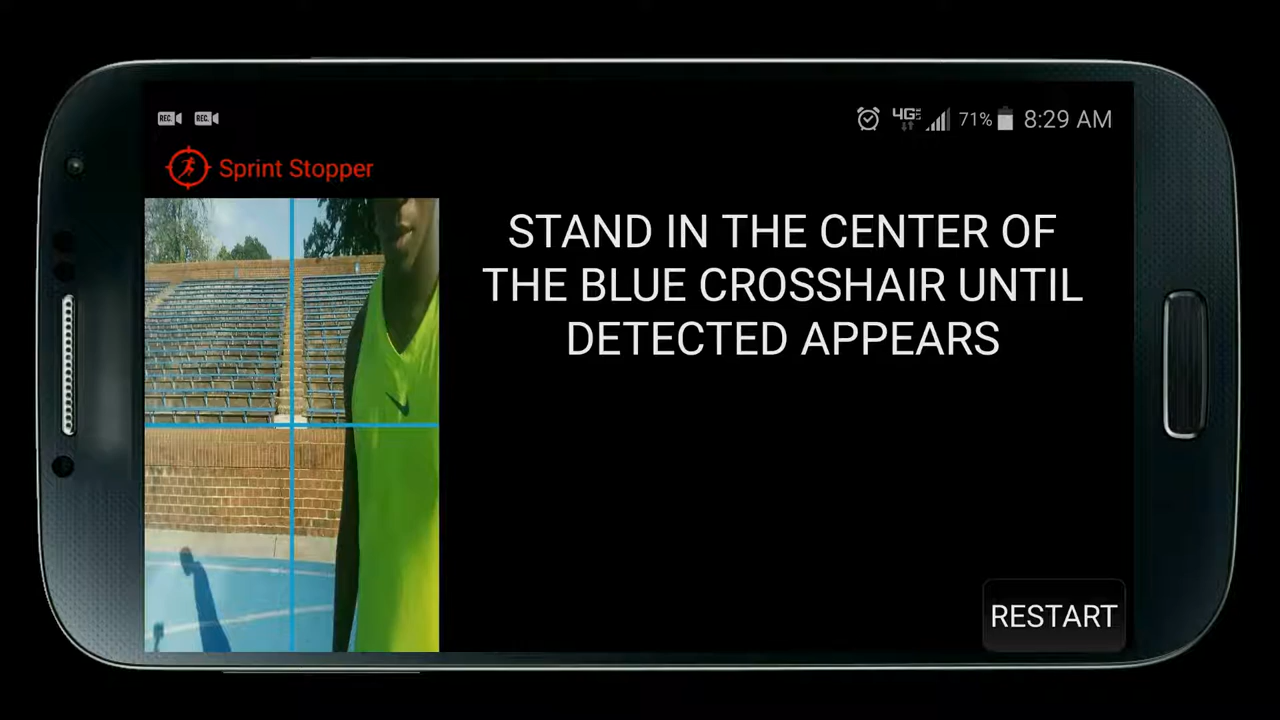 REC. REC. 4G LTE 71% 8:29 AM
Sprint Stopper
STAND IN THE CENTER OF
THE BLUE CROSSHAIR UNTIL
DETECTED APPEARS
RESTART